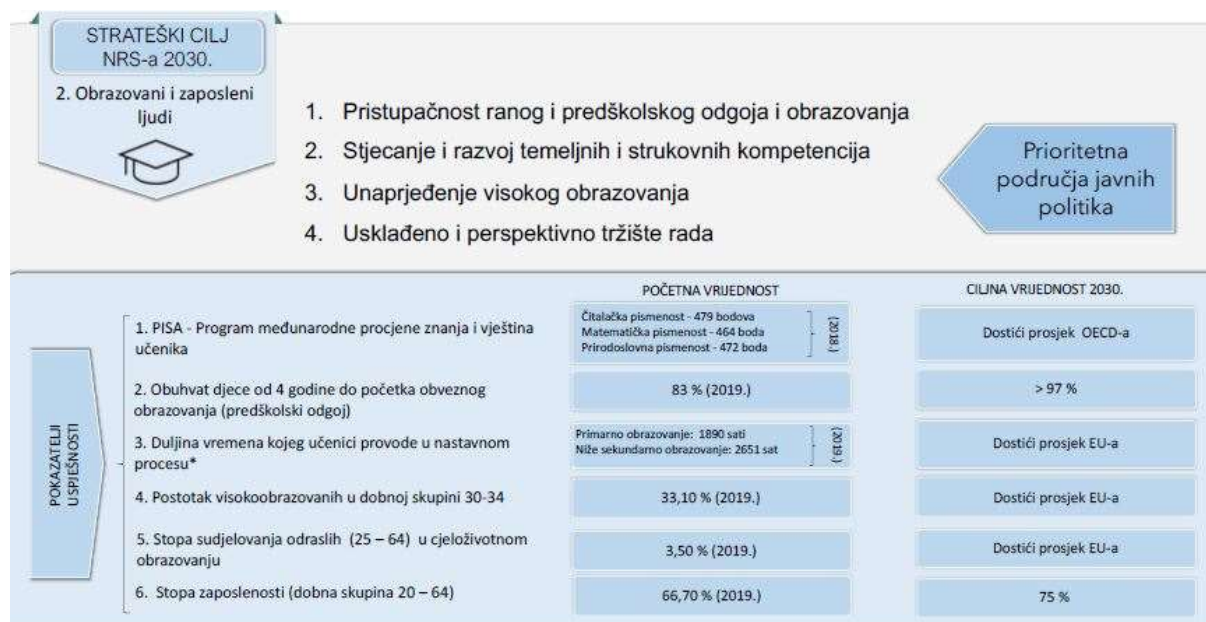 STRATEŠKI CILJ
NRS-a 2030.
2. Obrazovani i zaposleni
ljudi
1. Pristupačnost ranog i predškolskog odgoja i obrazovanja
2. Stjecanje i razvoj temeljnih i strukovnih kompetencija
3. Unaprjeđenje visokog obrazovanja
4. Usklađeno i perspektivno tržište rada
Prioritetna
područja javnih
politika
POČETNA VRIJEDNOST
CILJNA VRIJEDNOST 2030.
POKAZATELJI
USPJEŠNOSTI
1. PISA - Program međunarodne procjene znanja i vještina
učenika
Čitalačka pismenost - 479 bodova
Matematička pismenost - 464 boda
Prirodoslovna pismenost - 472 boda
(2018.)
Dostići prosjek OECD-a
2. Obuhvat djece od 4 godine do početka obveznog
obrazovanja (predškolski odgoj)
83 % (2019.)
> 97 %
3. Duljina vremena kojeg učenici provode u nastavnom
procesu*
Primarno obrazovanje: 1890 sati
Niže sekundarno obrazovanje: 2651 sat
(2019.)
Dostići prosjek EU-a
4. Postotak visokoobrazovanih u dobnoj skupini 30-34
33,10 % (2019.)
Dostići prosjek EU-a
5. Stopa sudjelovanja odraslih (25 – 64) u cjeloživotnom
obrazovanju
3,50 % (2019.)
Dostići prosjek EU-a
6. Stopa zaposlenosti (dobna skupina 20 – 64)
66,70 % (2019.)
75 %